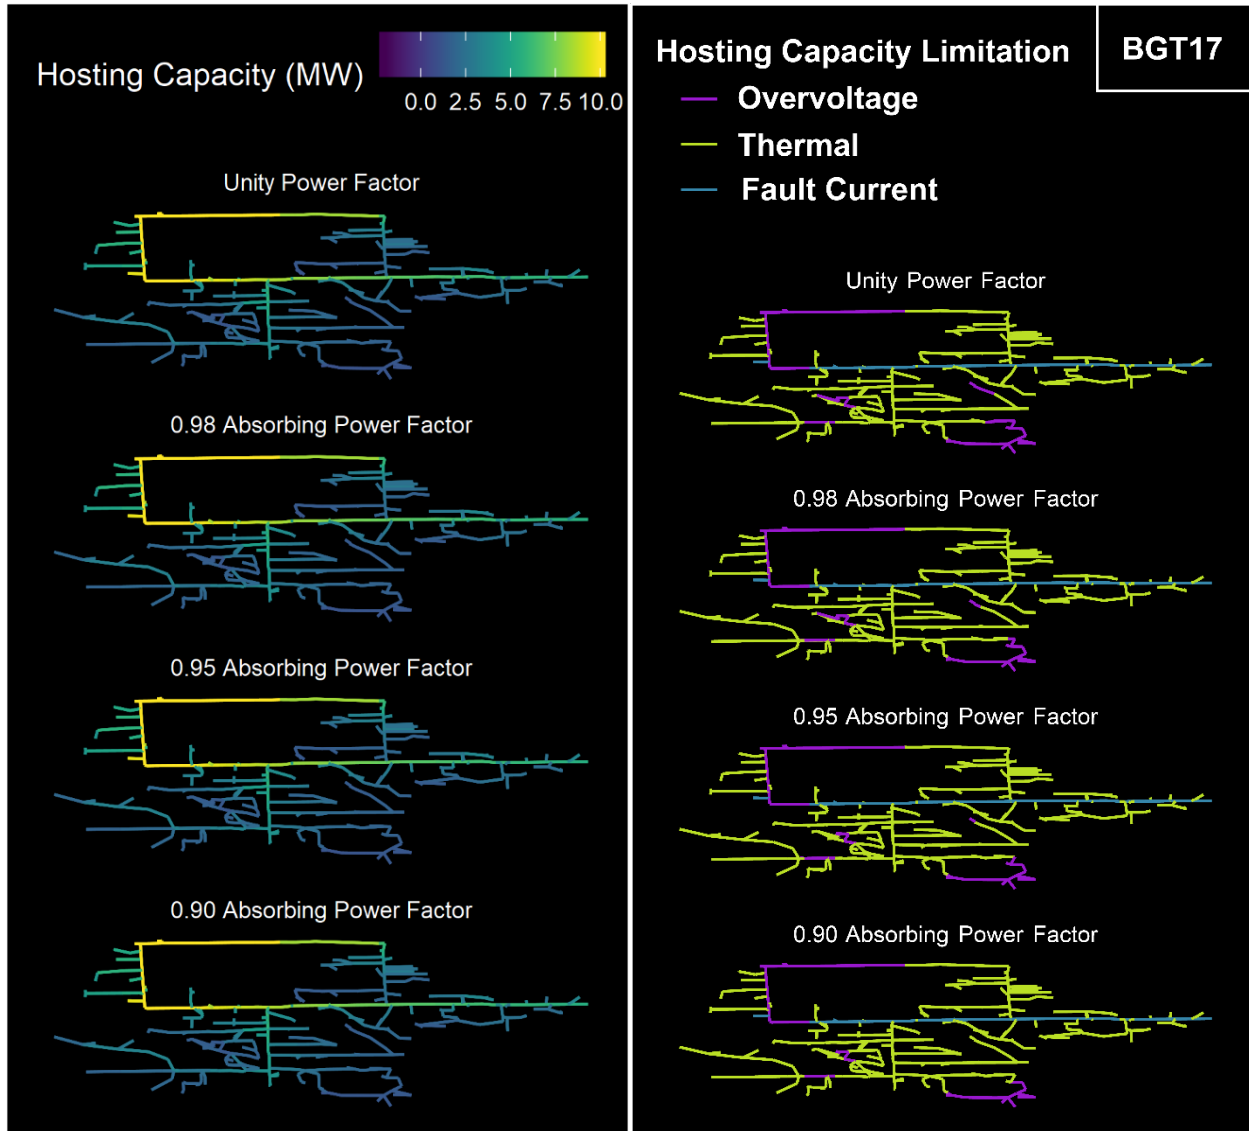 Hosting Capacity (MW)
0.0 2.5 5.0 7.5 10.0
Unity Power Factor
0.98 Absorbing Power Factor
0.95 Absorbing Power Factor
0.90 Absorbing Power Factor
Hosting Capacity Limitation
BGT17
Overvoltage
Thermal
Fault Current
Unity Power Factor
0.98 Absorbing Power Factor
0.95 Absorbing Power Factor
0.90 Absorbing Power Factor